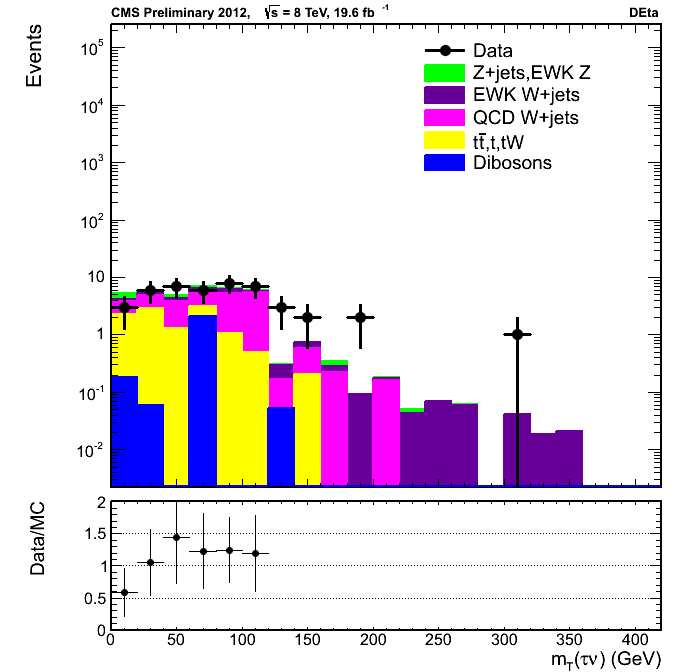 CMS Preliminary 2012, √s = 8 TeV, 19.6 fb⁻¹ DEta
Events
Data
Z+jets,EWK Z
EWK W+jets
QCD W+jets
tt̄,t,tW
Dibosons
10⁵
10⁴
10³
10²
10
1
10⁻¹
10⁻²
Data/MC
2
1.5
1
0.5
0
0 50 100 150 200 250 300 350 400
m_T(τν) (GeV)